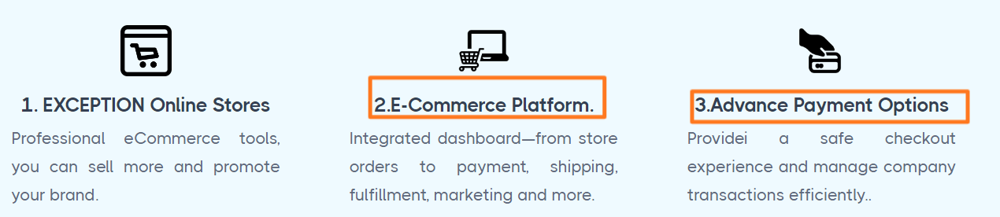 1. EXCEPTION Online Stores
Professional eCommerce tools,
you can sell more and promote
your brand.
2.E-Commerce Platform.
Integrated dashboard—from store
orders to payment, shipping,
fulfillment, marketing and more.
3.Advance Payment Options
Providei a safe checkout
experience and manage company
transactions efficiently..